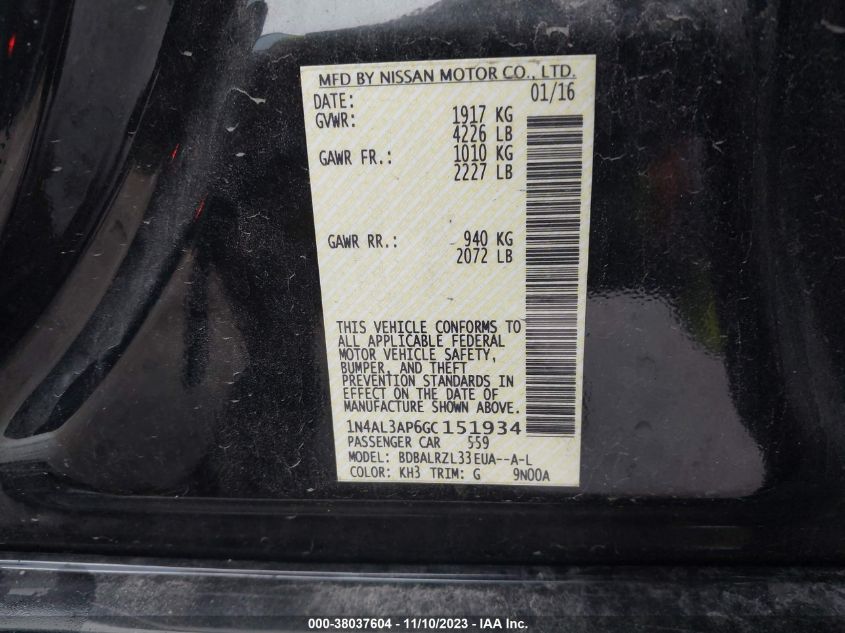 MFD BY NISSAN MOTOR CO., LTD.
DATE: 01/16
GVWR: 1917 KG
4226 LB
GAWR FR.: 1010 KG
2227 LB
GAWR RR.: 940 KG
2072 LB
THIS VEHICLE CONFORMS TO
ALL APPLICABLE FEDERAL
MOTOR VEHICLE SAFETY,
BUMPER, AND THEFT
PREVENTION STANDARDS IN
EFFECT ON THE DATE OF
MANUFACTURE SHOWN ABOVE.
1N4AL3AP6GC151934
PASSENGER CAR 559
MODEL: BDBALRZL33EUA--A-L
COLOR: KH3 TRIM: G 9N00A
000-38037604 — 11/10/2023 — IAA Inc.